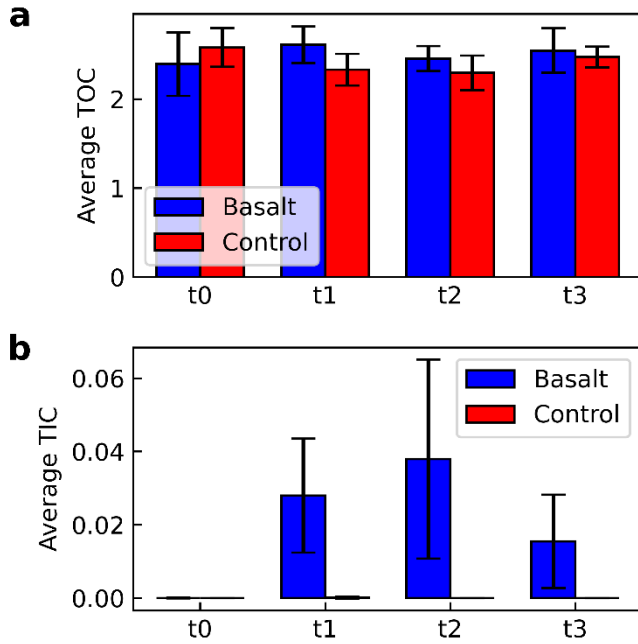 a
Average TOC
2
1
0
Basalt
Control
t0 t1 t2 t3
b
Average TIC
0.06
0.04
0.02
0.00
Basalt
Control
t0 t1 t2 t3